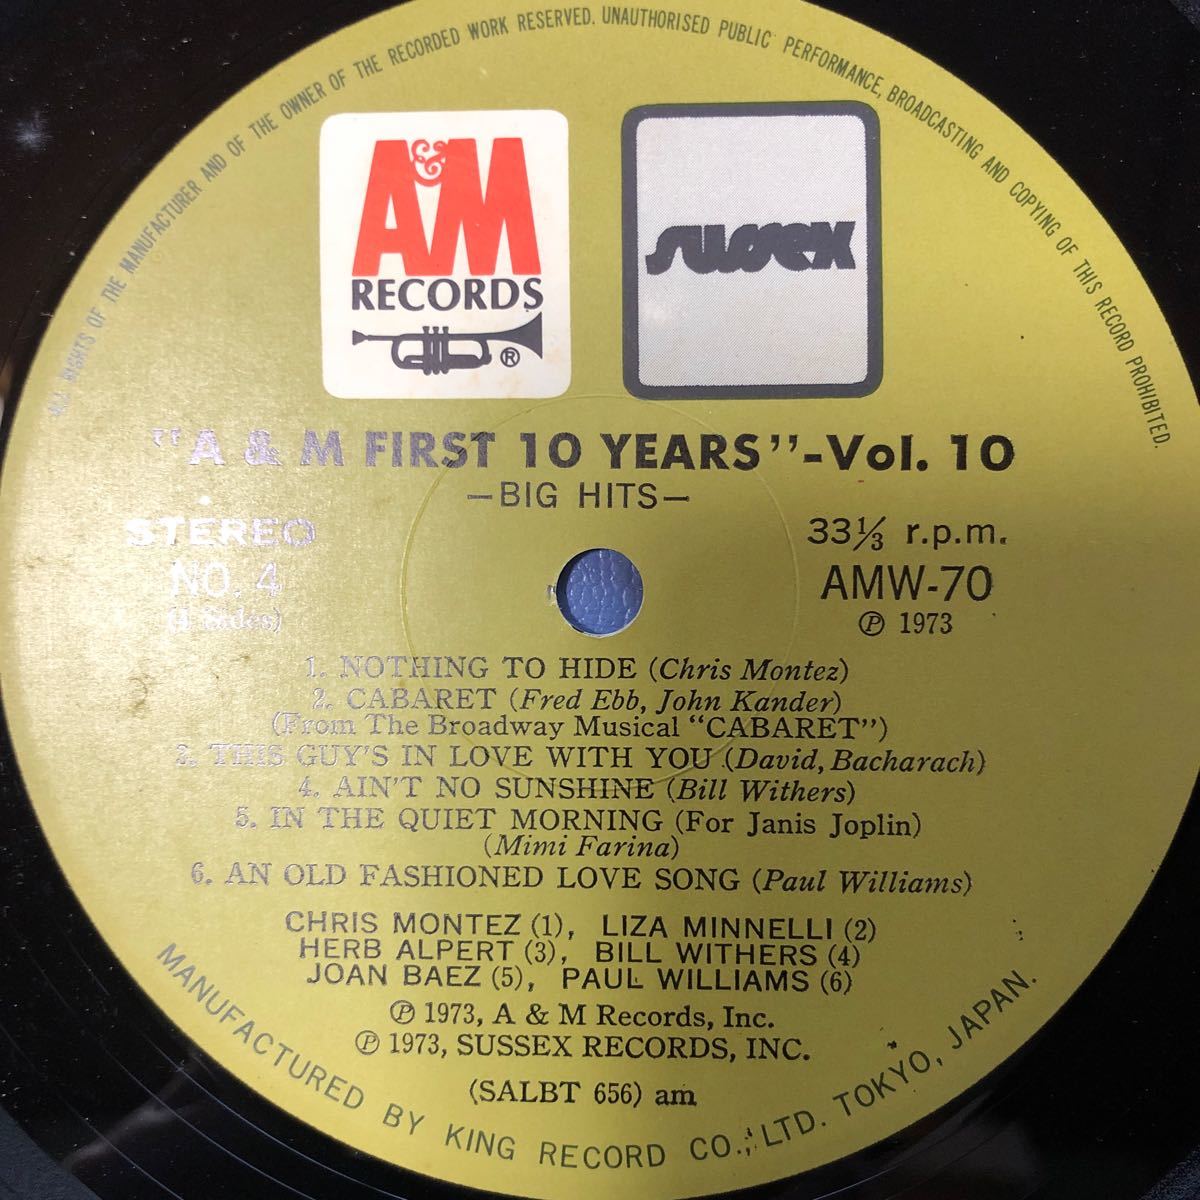 ALL RIGHTS OF THE MANUFACTURER AND OF THE OWNER OF THE RECORDED WORK RESERVED. UNAUTHORISED PUBLIC PERFORMANCE, BROADCASTING AND COPYING OF THIS RECORD PROHIBITED.
A&M
RECORDS
®
sussex
"A & M FIRST 10 YEARS"-Vol. 10
—BIG HITS—
STEREO
NO. 4
(4 Sides)
33⅓ r.p.m.
AMW-70
Ⓟ 1973
1. NOTHING TO HIDE (Chris Montez)
2. CABARET (Fred Ebb, John Kander)
(From The Broadway Musical "CABARET")
3. THIS GUY'S IN LOVE WITH YOU (David, Bacharach)
4. AIN'T NO SUNSHINE (Bill Withers)
5. IN THE QUIET MORNING (For Janis Joplin)
(Mimi Farina)
6. AN OLD FASHIONED LOVE SONG (Paul Williams)
CHRIS MONTEZ (1), LIZA MINNELLI (2)
HERB ALPERT (3), BILL WITHERS (4)
JOAN BAEZ (5), PAUL WILLIAMS (6)
Ⓟ 1973, A & M Records, Inc.
Ⓟ 1973, SUSSEX RECORDS, INC.
(SALBT 656) am
MANUFACTURED BY KING RECORD CO., LTD. TOKYO, JAPAN.